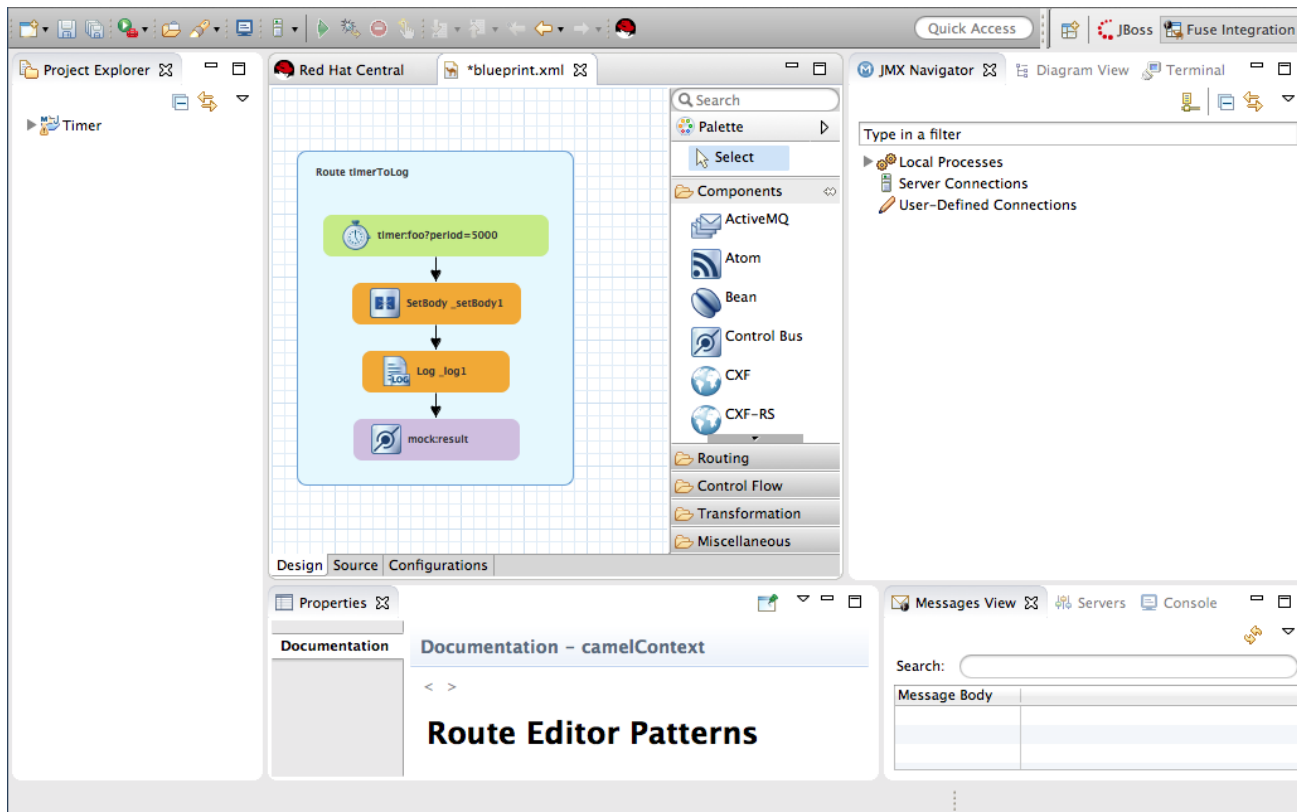 Quick Access
JBoss
Fuse Integration
Project Explorer
Timer
Red Hat Central
*blueprint.xml
Route timerToLog
timer:foo?period=5000
SetBody _setBody1
Log _log1
LOG
mock:result
Search
Palette
Select
Components
ActiveMQ
Atom
Bean
Control Bus
CXF
CXF-RS
Routing
Control Flow
Transformation
Miscellaneous
Design
Source
Configurations
JMX Navigator
Diagram View
Terminal
Type in a filter
Local Processes
Server Connections
User-Defined Connections
Properties
Documentation
Documentation – camelContext
< >
Route Editor Patterns
Messages View
Servers
Console
Search:
Message Body